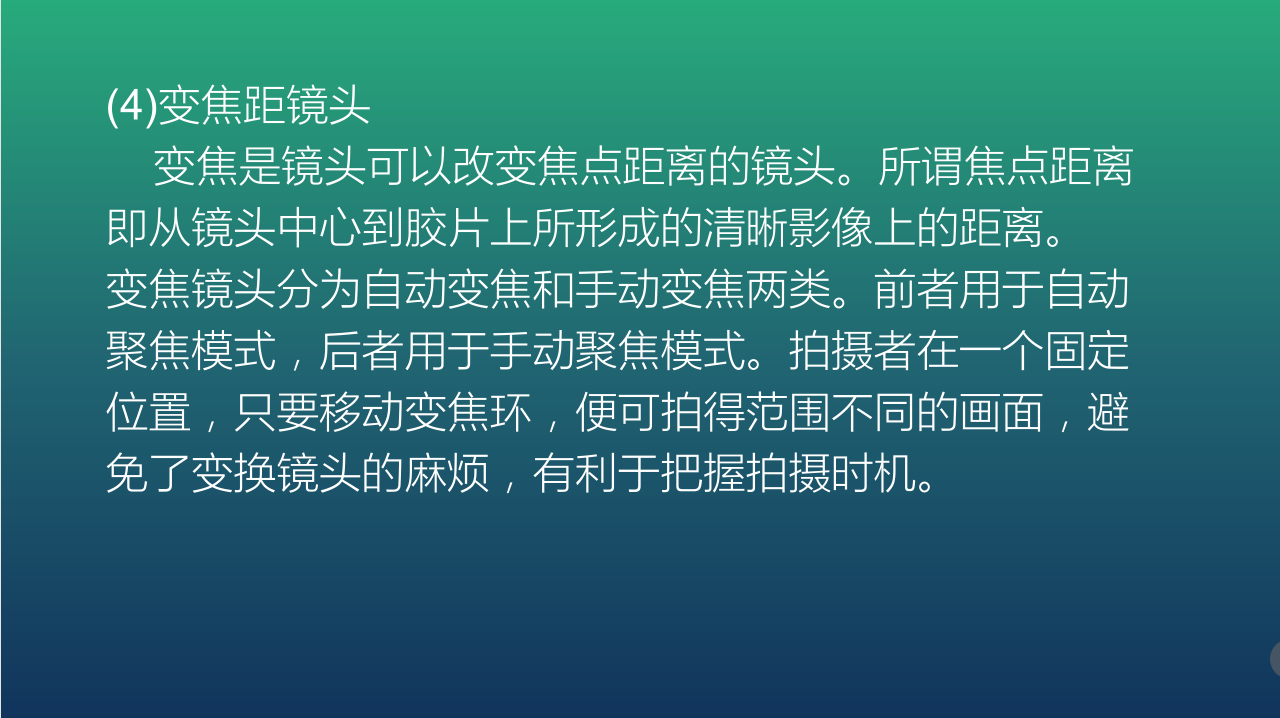 (4)变焦距镜头
变焦是镜头可以改变焦点距离的镜头。所谓焦点距离
即从镜头中心到胶片上所形成的清晰影像上的距离。
变焦镜头分为自动变焦和手动变焦两类。前者用于自动
聚焦模式，后者用于手动聚焦模式。拍摄者在一个固定
位置，只要移动变焦环，便可拍得范围不同的画面，避
免了变换镜头的麻烦，有利于把握拍摄时机。